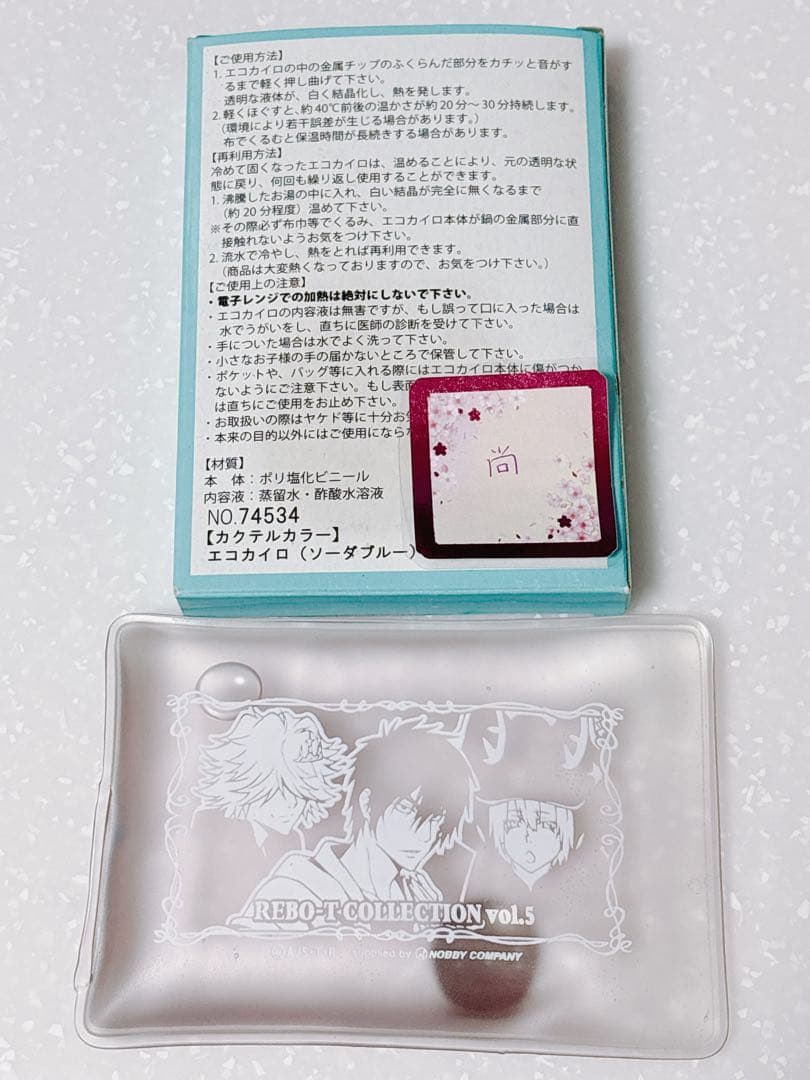 【ご使用方法】
1. エコカイロの中の金属チップのふくらんだ部分をカチッと音がす
るまで軽く押し曲げて下さい。
透明な液体が、白く結晶化し、熱を発します。
2. 軽くほぐすと、約40℃前後の温かさが約20分〜30分持続します。
（環境により若干誤差が生じる場合があります。）
布でくるむと保温時間が長続きする場合があります。
【再利用方法】
冷めて固くなったエコカイロは、温めることにより、元の透明な状
態に戻り、何回も繰り返し使用することができます。
1. 沸騰したお湯の中に入れ、白い結晶が完全に無くなるまで
（約20分程度）温めて下さい。
※その際必ず布巾等でくるみ、エコカイロ本体が鍋の金属部分に直
接触れないようお気をつけ下さい。
2. 流水で冷やし、熱をとれば再利用できます。
（商品は大変熱くなっておりますので、お気をつけ下さい。）
【ご使用上の注意】
・電子レンジでの加熱は絶対にしないで下さい。
・エコカイロの内容液は無害ですが、もし誤って口に入った場合は
水でうがいをし、直ちに医師の診断を受けて下さい。
・手についた場合は水でよく洗って下さい。
・小さなお子様の手の届かないところで保管して下さい。
・ポケットや、バッグ等に入れる際にはエコカイロ本体に傷がつか
ないようにご注意下さい。もし表面
は直ちにご使用をお止め下さい。
・お取扱いの際はヤケド等に十分お気
・本来の目的以外にはご使用にならな
【材質】
本　体：ポリ塩化ビニール
内容液：蒸留水・酢酸水溶液
NO.74534
【カクテルカラー】
エコカイロ（ソーダブルー）
尚
REBO-T COLLECTION vol.5
supplied by NOBBY COMPANY